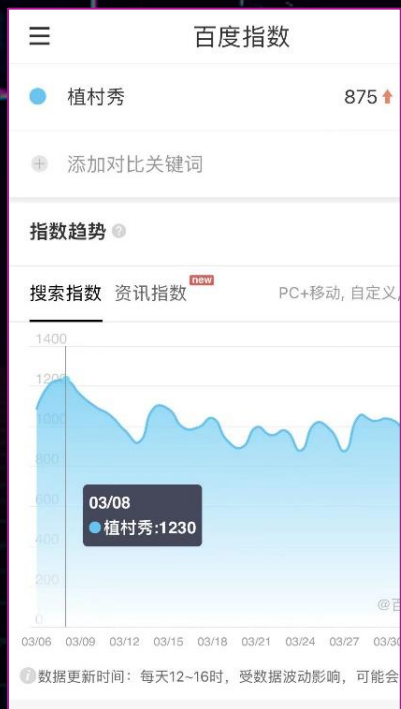 百度指数
植村秀 875
添加对比关键词
指数趋势
搜索指数 资讯指数 new PC+移动, 自定义,
1400
1200
1000
800
600
400
200
0
03/08
植村秀:1230
@百
03/06 03/09 03/12 03/15 03/18 03/21 03/24 03/27 03/30
数据更新时间：每天12~16时，受数据波动影响，可能会